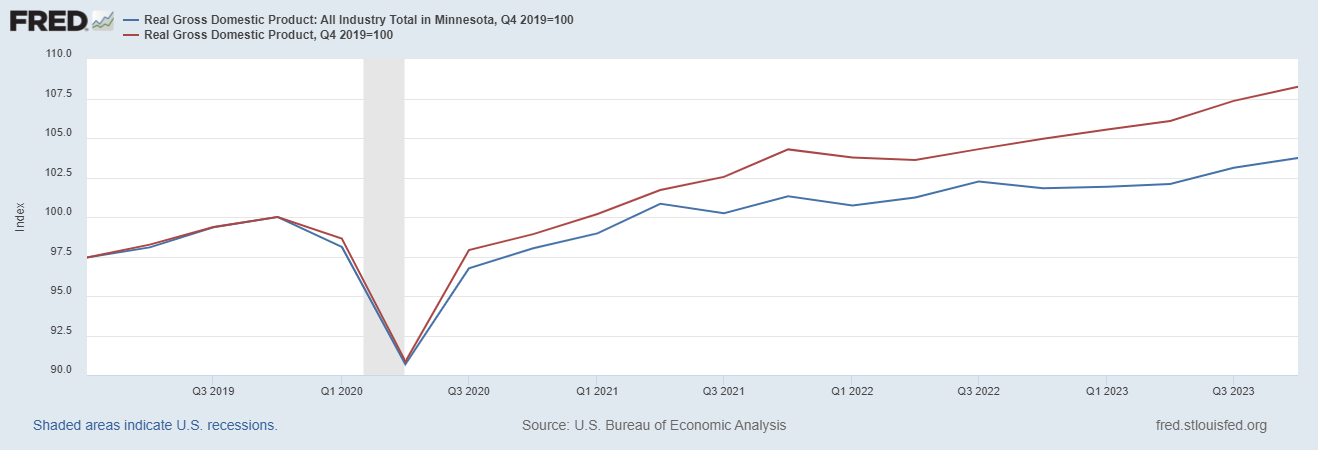 FRED
Real Gross Domestic Product: All Industry Total in Minnesota, Q4 2019=100
Real Gross Domestic Product, Q4 2019=100
110.0
107.5
105.0
102.5
100.0
97.5
95.0
92.5
90.0
Index
Q3 2019 Q1 2020 Q3 2020 Q1 2021 Q3 2021 Q1 2022 Q3 2022 Q1 2023 Q3 2023
Shaded areas indicate U.S. recessions. Source: U.S. Bureau of Economic Analysis fred.stlouisfed.org